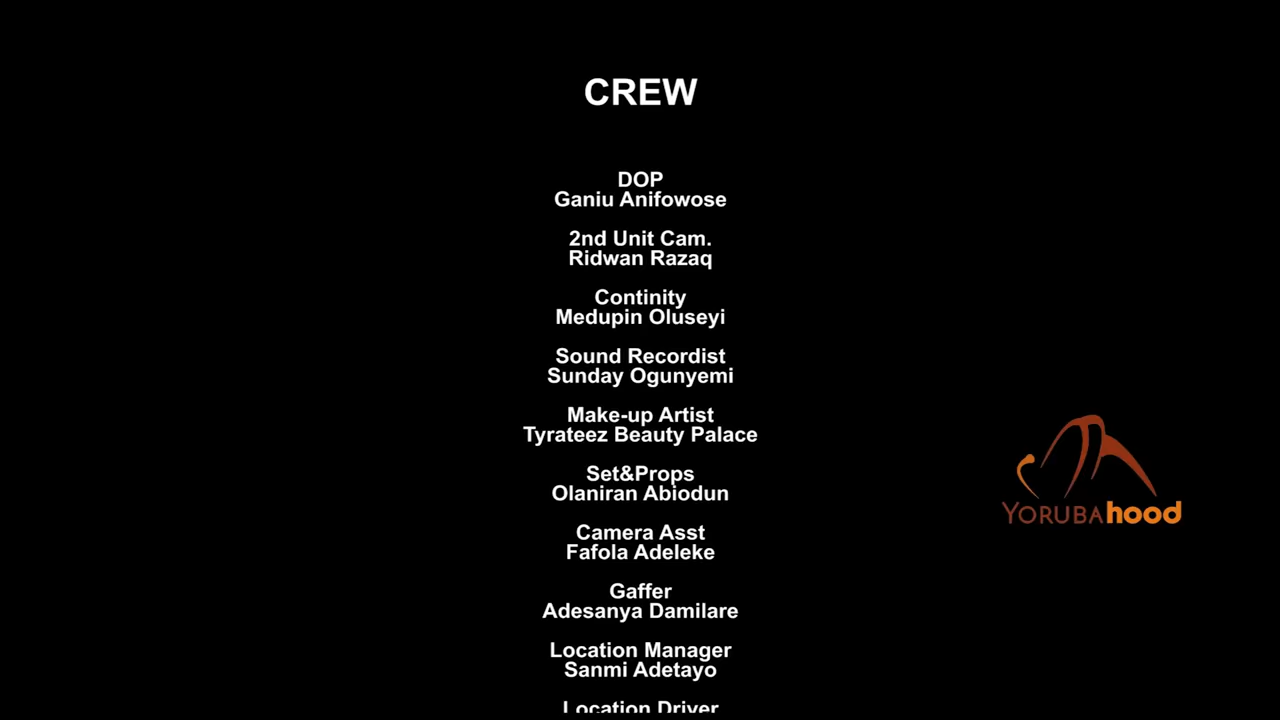 CREW
DOP
Ganiu Anifowose
2nd Unit Cam.
Ridwan Razaq
Continity
Medupin Oluseyi
Sound Recordist
Sunday Ogunyemi
Make-up Artist
Tyrateez Beauty Palace
Set&Props
Olaniran Abiodun
Camera Asst
Fafola Adeleke
Gaffer
Adesanya Damilare
Location Manager
Sanmi Adetayo
Location Driver
YORUBAhood